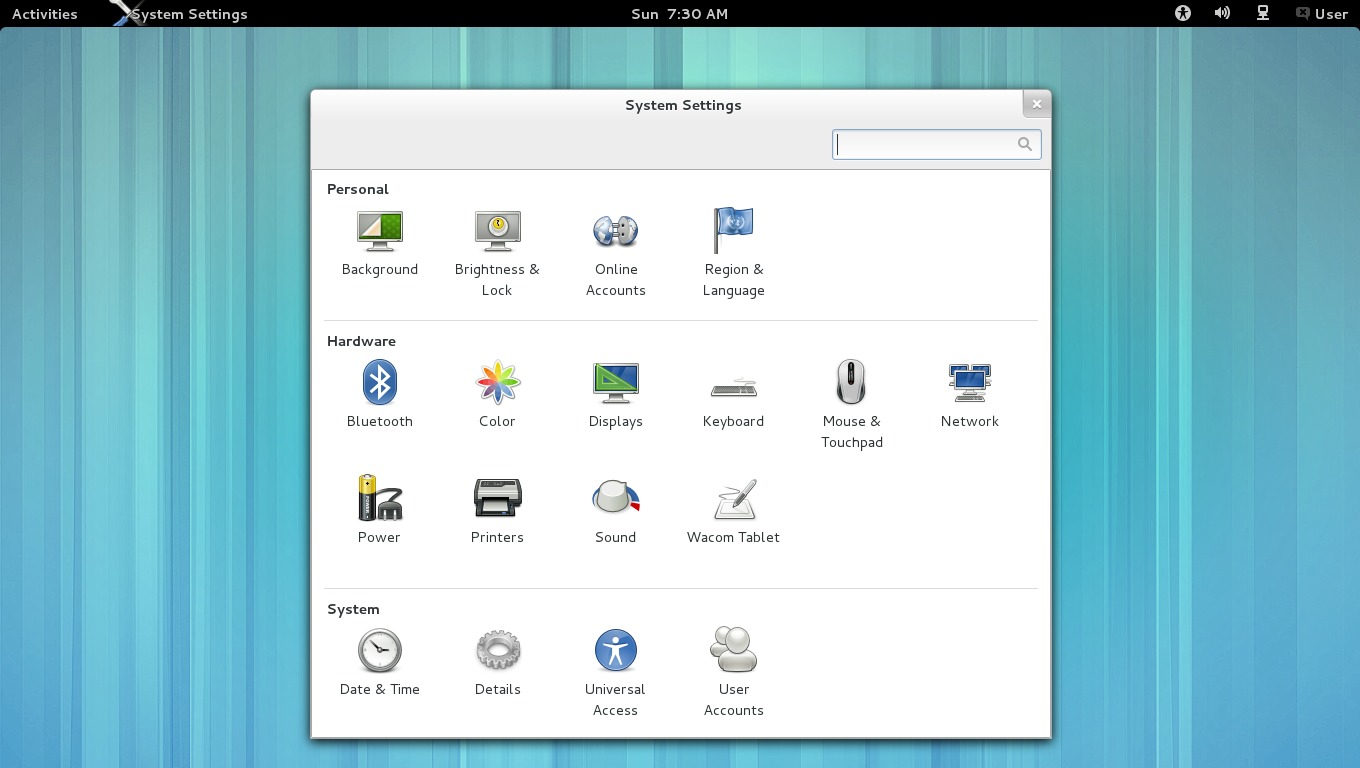 Activities System Settings Sun 7:30 AM User
System Settings
Personal
Background Brightness & Online Region &
Lock Accounts Language
Hardware
Bluetooth Color Displays Keyboard Mouse & Network
Touchpad
Power Printers Sound Wacom Tablet
System
Date & Time Details Universal User
Access Accounts